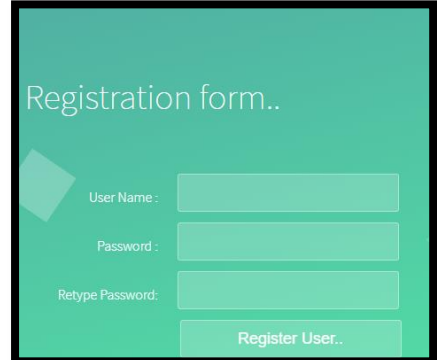 Registration form..
User Name :
Password :
Retype Password:
Register User..